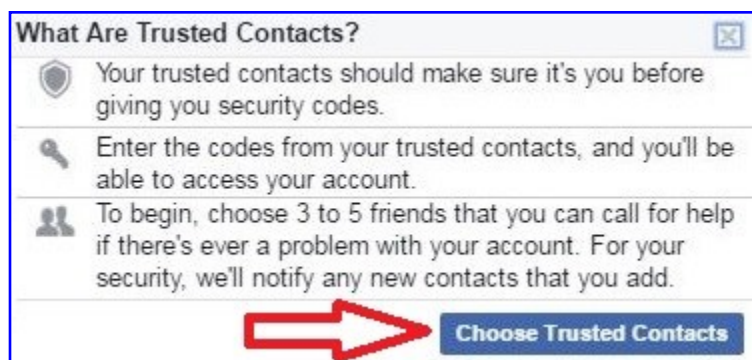 What Are Trusted Contacts?
Your trusted contacts should make sure it's you before
giving you security codes.
Enter the codes from your trusted contacts, and you'll be
able to access your account.
To begin, choose 3 to 5 friends that you can call for help
if there's ever a problem with your account. For your
security, we'll notify any new contacts that you add.
Choose Trusted Contacts